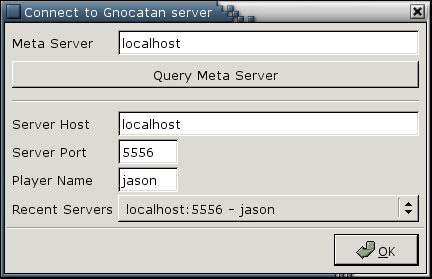 Connect to Gnocatan server
Meta Server localhost
Query Meta Server
Server Host localhost
Server Port 5556
Player Name jason
Recent Servers localhost:5556 - jason
OK